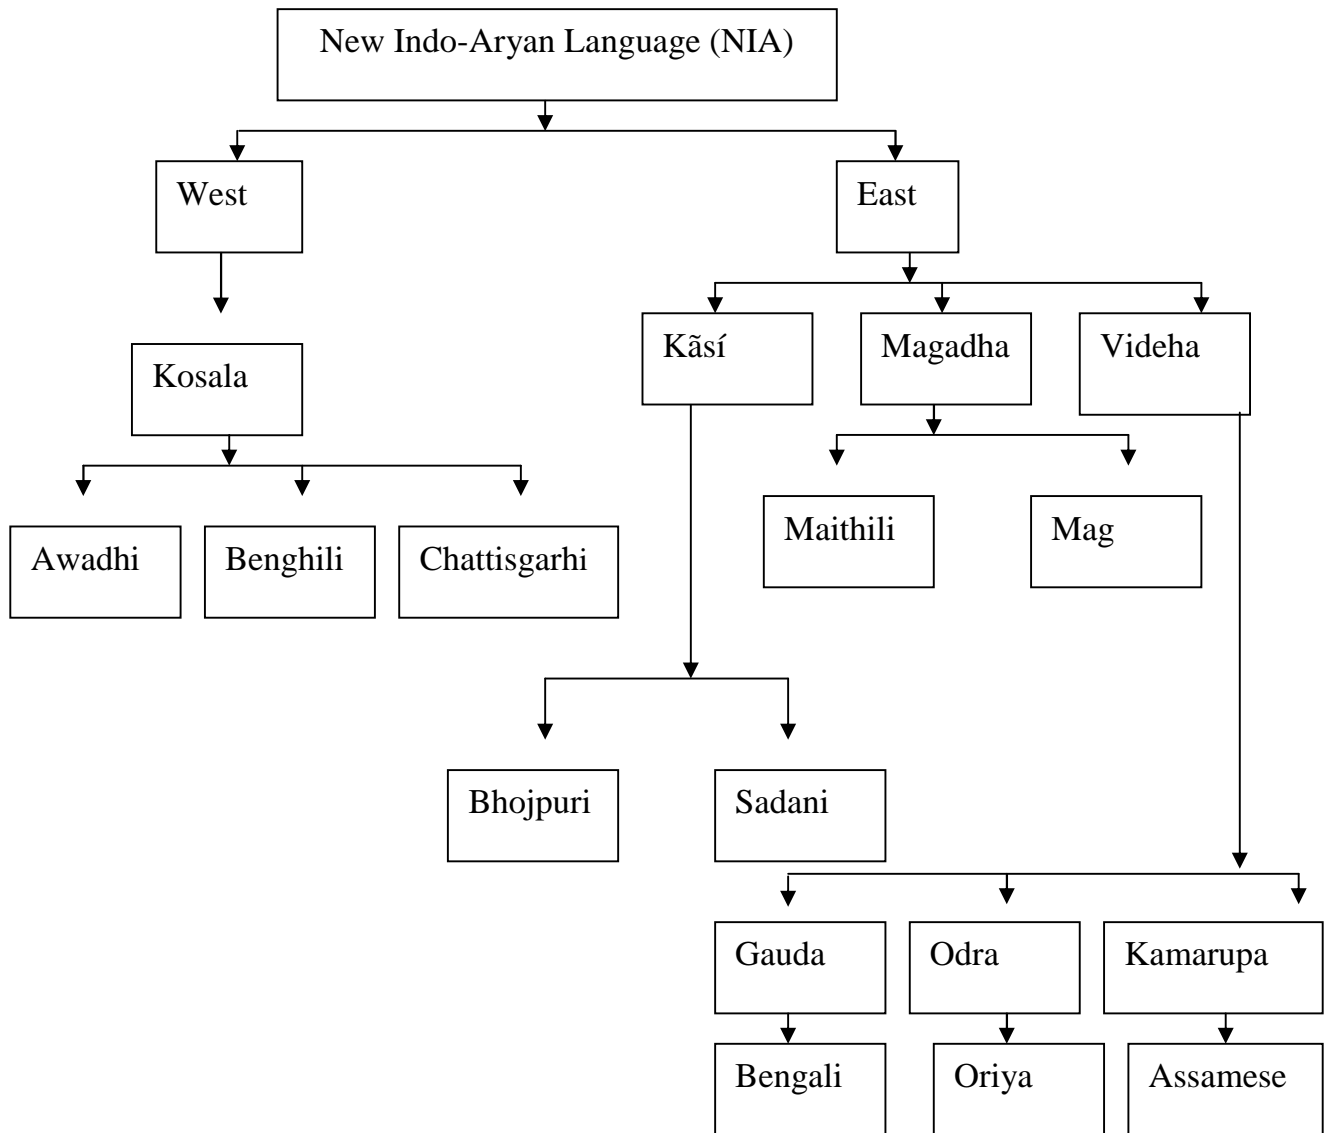 New Indo-Aryan Language (NIA)
West
East
Kãsí
Magadha
Videha
Kosala
Maithili
Mag
Awadhi
Benghili
Chattisgarhi
Bhojpuri
Sadani
Gauda
Odra
Kamarupa
Bengali
Oriya
Assamese